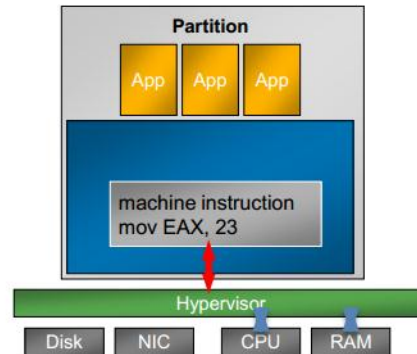 Partition
App App App
machine instruction
mov EAX, 23
Hypervisor
Disk NIC CPU RAM